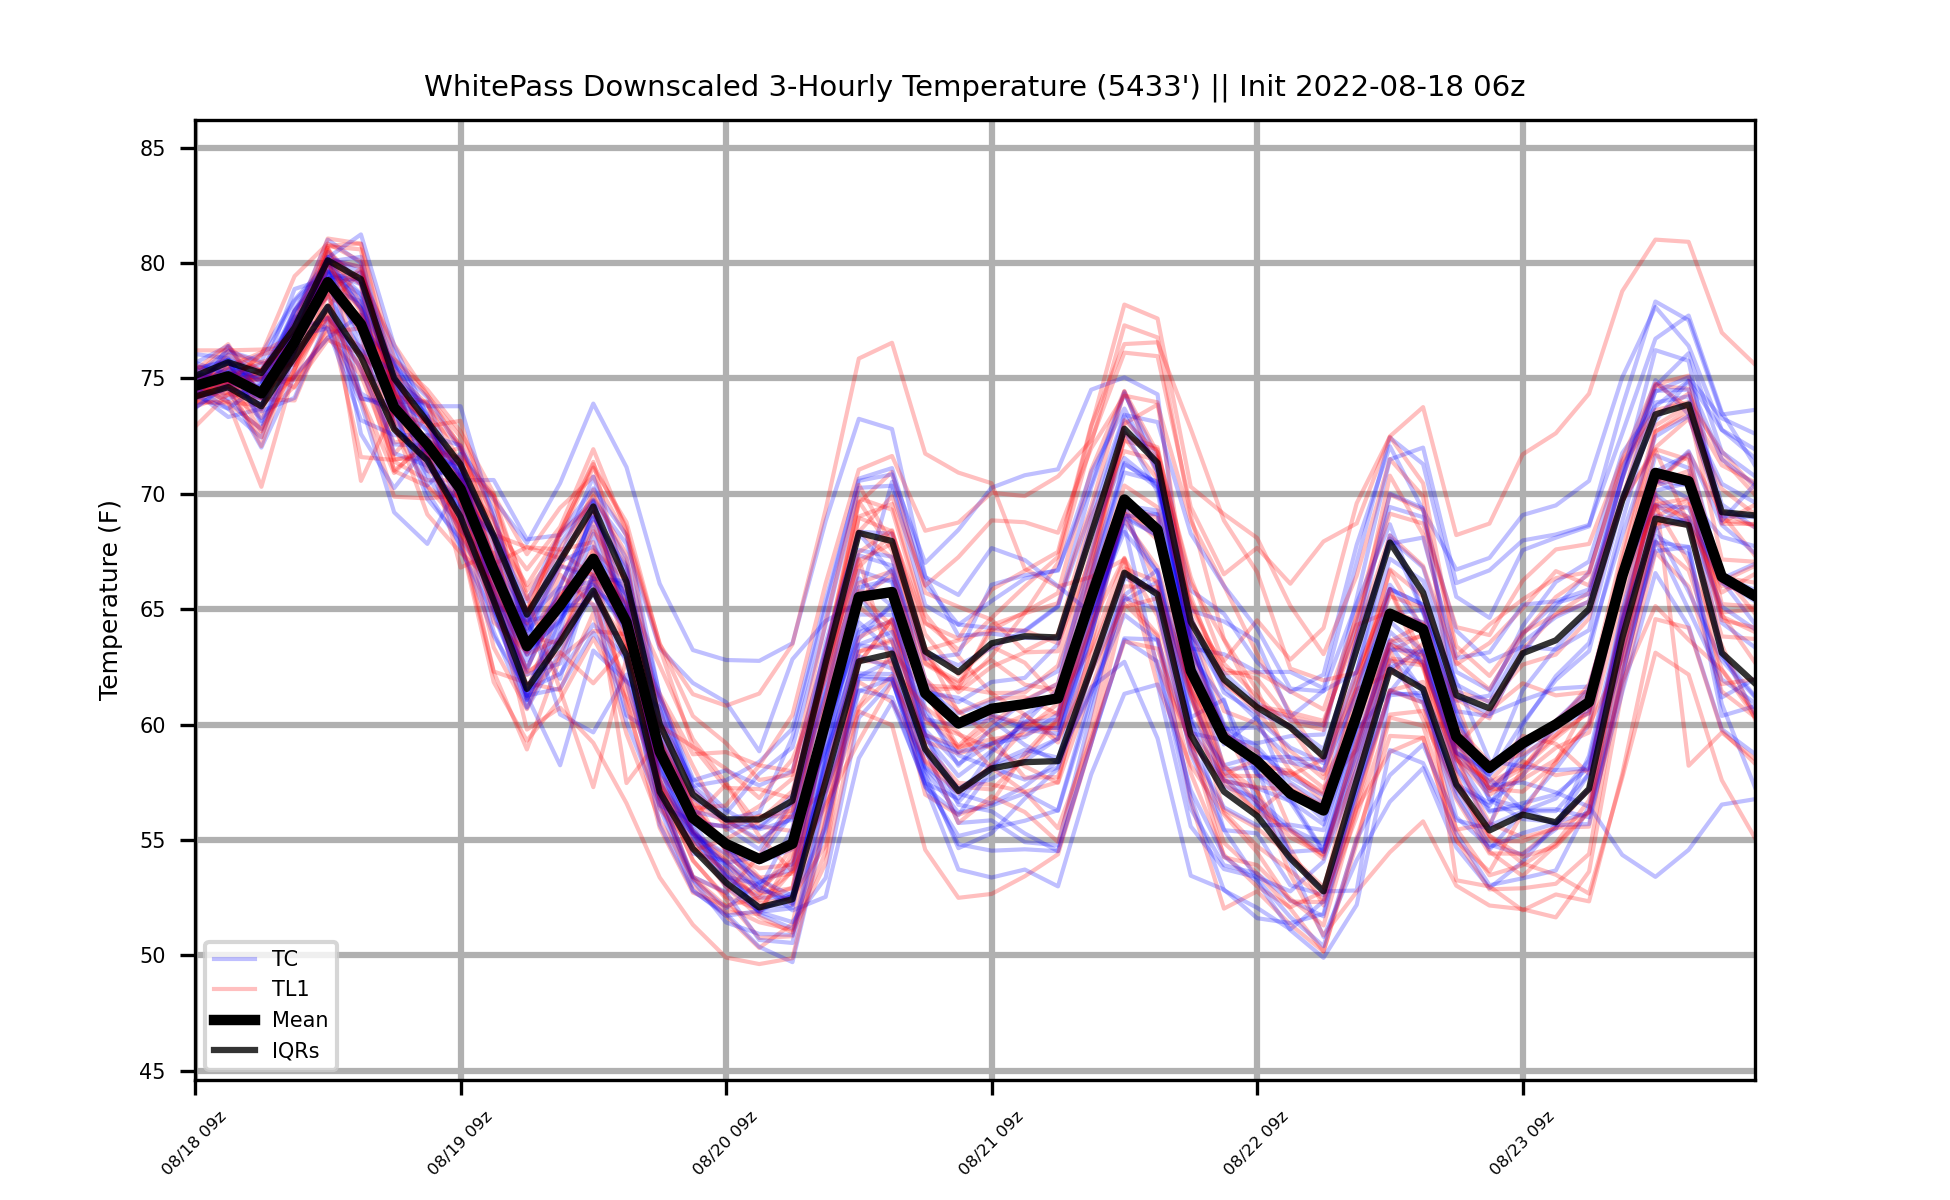 WhitePass Downscaled 3-Hourly Temperature (5433') || Init 2022-08-18 06z
Temperature (F)
85
80
75
70
65
60
55
50
45
TC
TL1
Mean
IQRs
08/18 09z
08/19 09z
08/20 09z
08/21 09z
08/22 09z
08/23 09z